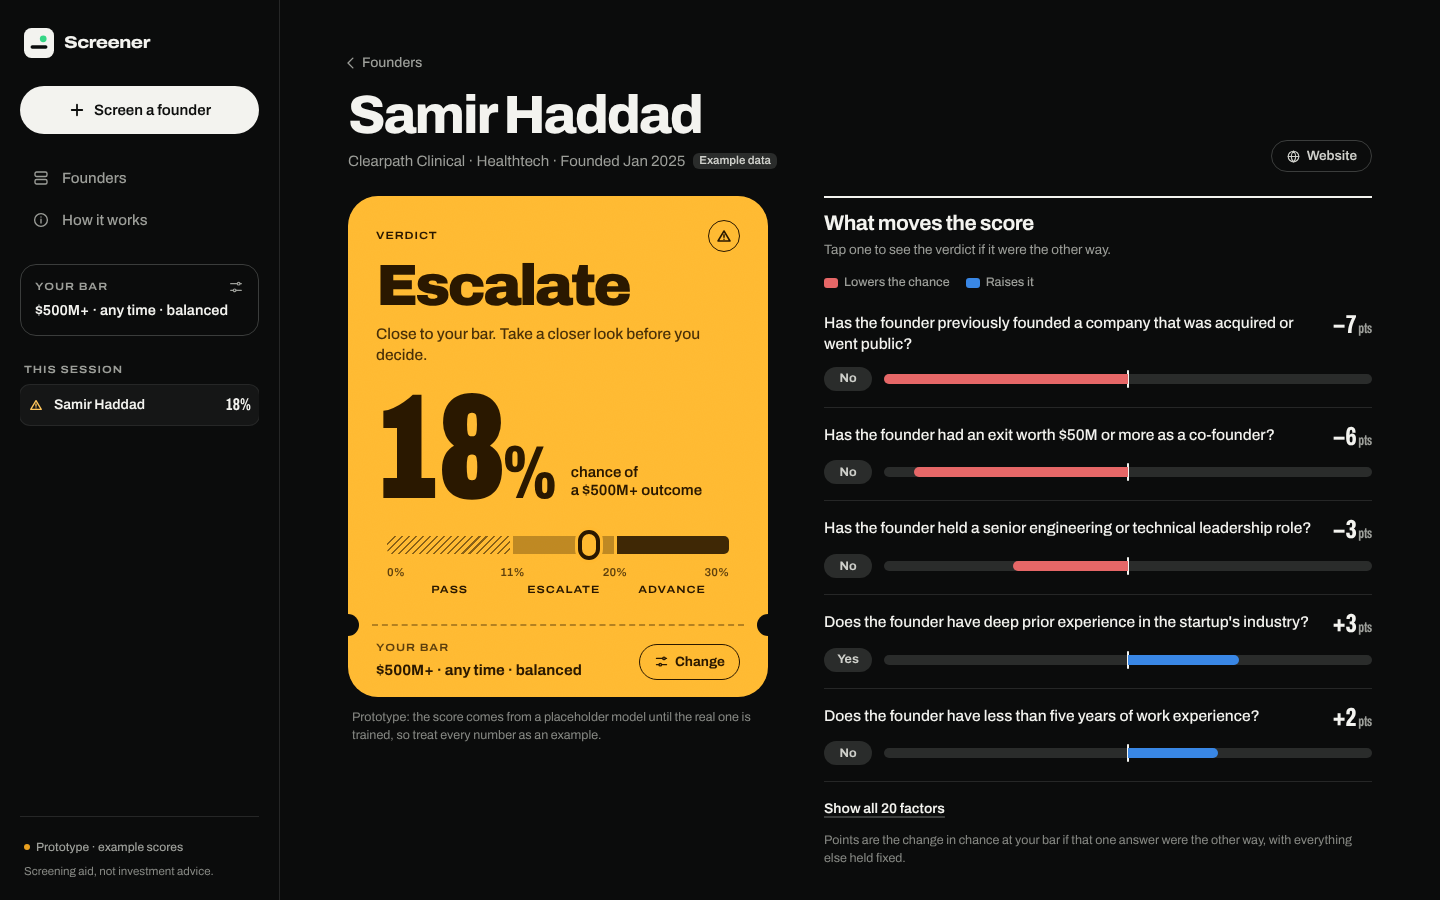 Screener
Screen a founder
Founders
How it works
YOUR BAR
$500M+ · any time · balanced
THIS SESSION
Samir Haddad 18%
Prototype · example scores
Screening aid, not investment advice.
Founders
Samir Haddad
Clearpath Clinical · Healthtech · Founded Jan 2025 Example data
Website
VERDICT
Escalate
Close to your bar. Take a closer look before you
decide.
18%
chance of
a $500M+ outcome
0% 11% 20% 30%
PASS ESCALATE ADVANCE
YOUR BAR
$500M+ · any time · balanced
Change
Prototype: the score comes from a placeholder model until the real one is
trained, so treat every number as an example.
What moves the score
Tap one to see the verdict if it were the other way.
Lowers the chance Raises it
Has the founder previously founded a company that was acquired or
went public?
−7 pts
No
Has the founder had an exit worth $50M or more as a co-founder?
−6 pts
No
Has the founder held a senior engineering or technical leadership role?
−3 pts
No
Does the founder have deep prior experience in the startup's industry?
+3 pts
Yes
Does the founder have less than five years of work experience?
+2 pts
No
Show all 20 factors
Points are the change in chance at your bar if that one answer were the other way, with everything
else held fixed.